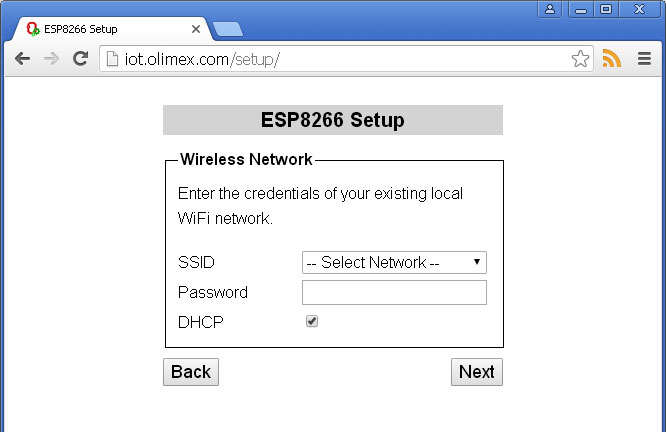 ESP8266 Setup
iot.olimex.com/setup/
ESP8266 Setup
Wireless Network
Enter the credentials of your existing local
WiFi network.
SSID -- Select Network --
Password
DHCP
Back Next